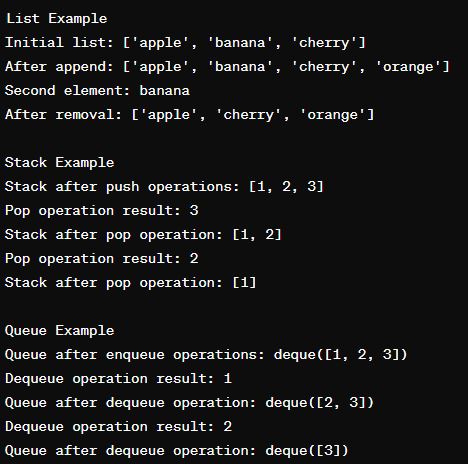 List Example
Initial list: ['apple', 'banana', 'cherry']
After append: ['apple', 'banana', 'cherry', 'orange']
Second element: banana
After removal: ['apple', 'cherry', 'orange']
Stack Example
Stack after push operations: [1, 2, 3]
Pop operation result: 3
Stack after pop operation: [1, 2]
Pop operation result: 2
Stack after pop operation: [1]
Queue Example
Queue after enqueue operations: deque([1, 2, 3])
Dequeue operation result: 1
Queue after dequeue operation: deque([2, 3])
Dequeue operation result: 2
Queue after dequeue operation: deque([3])